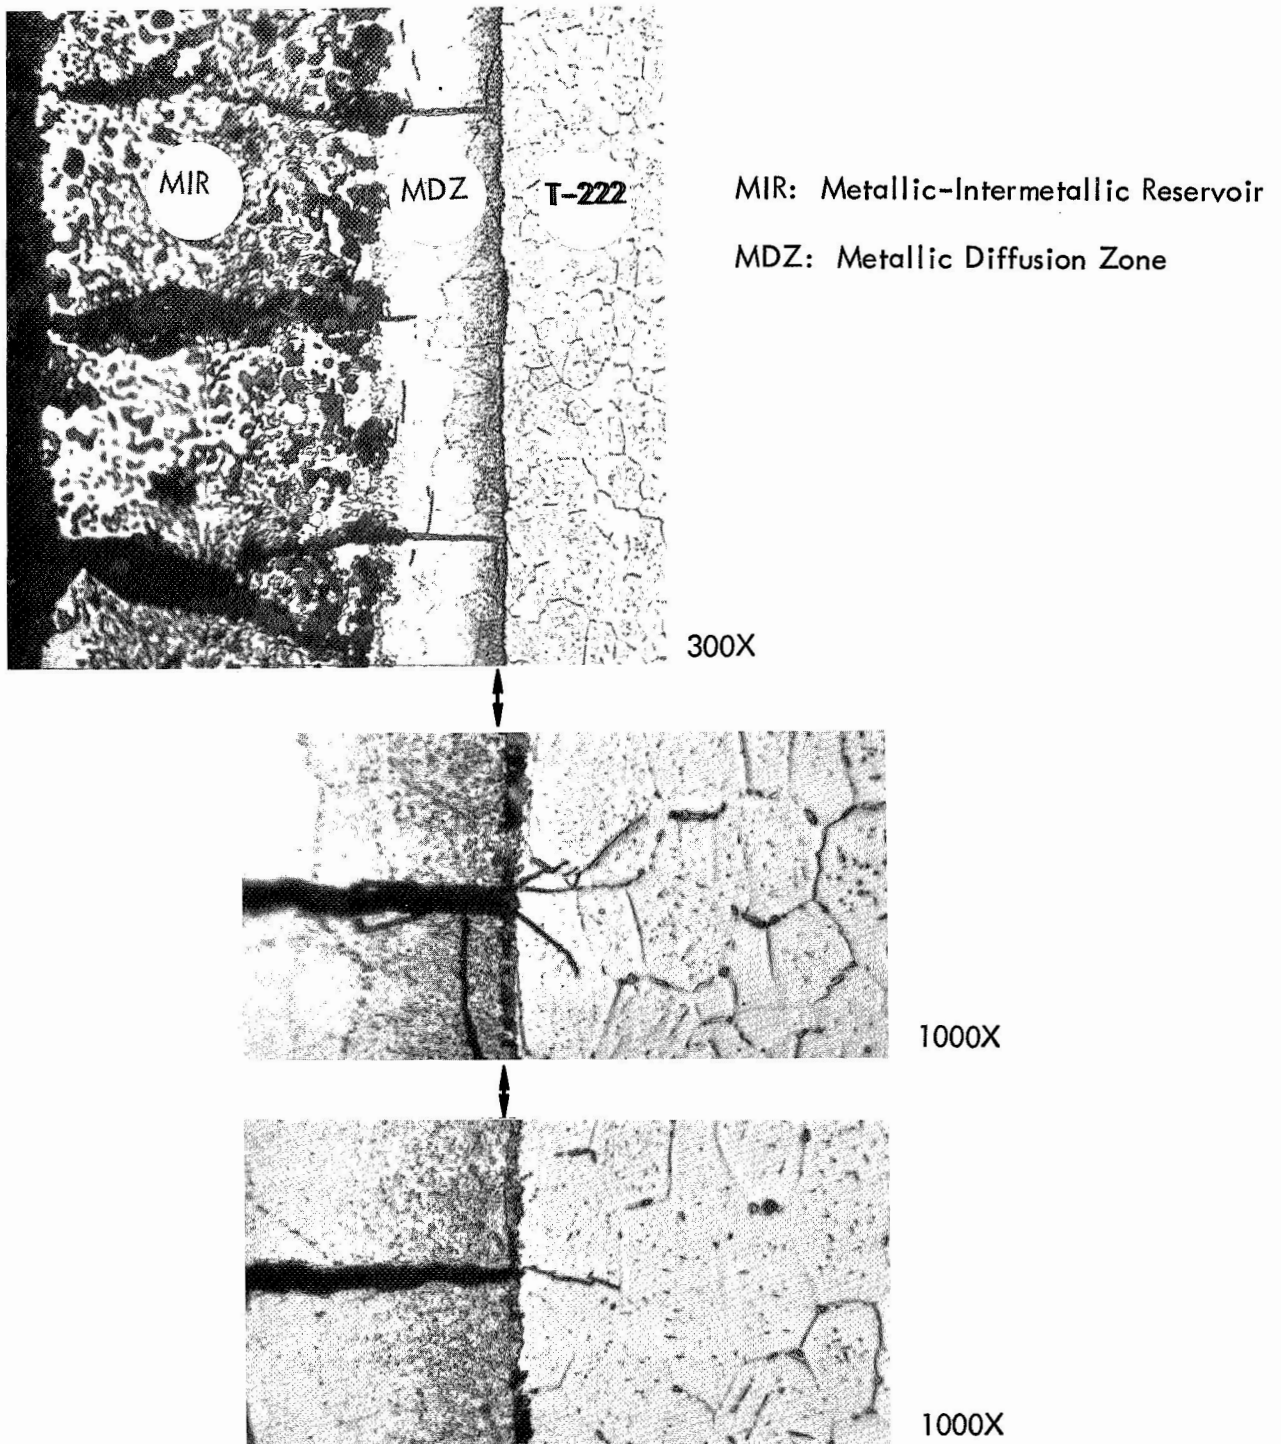 MIR
MDZ
T-222
MIR: Metallic-Intermetallic Reservoir
MDZ: Metallic Diffusion Zone
300X
1000X
1000X